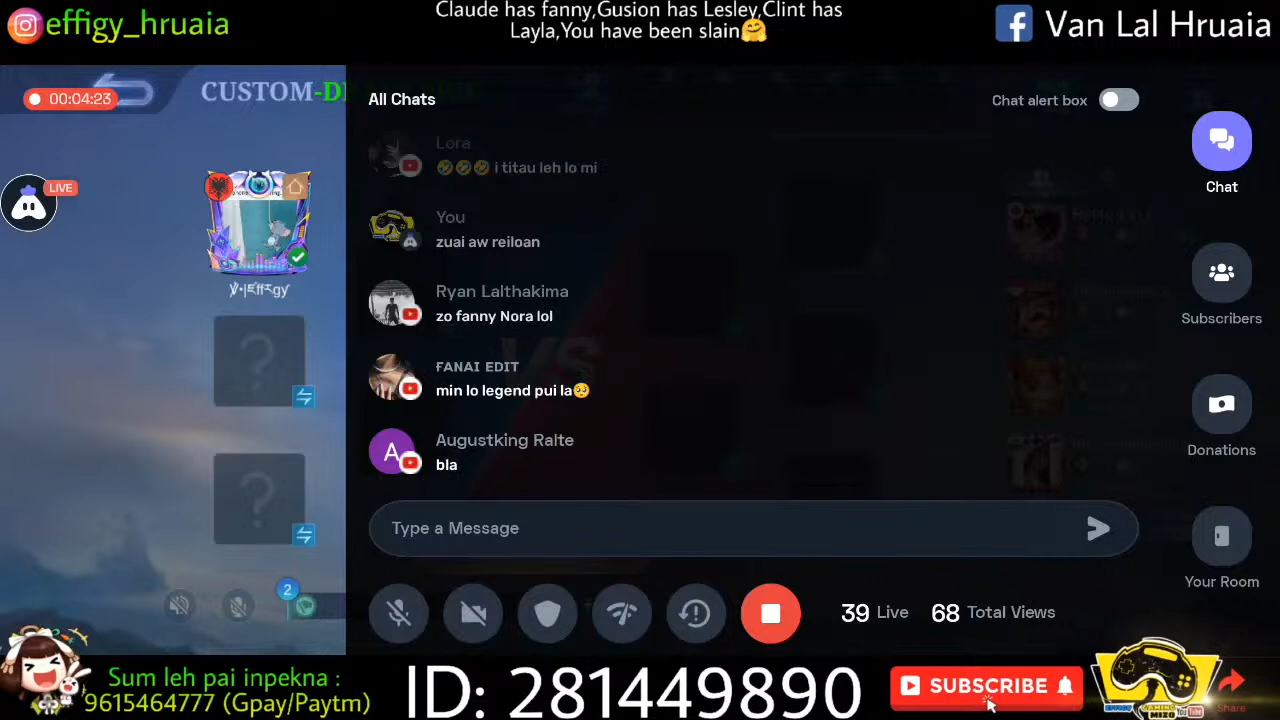 effigy_hruaia
Claude has fanny,Gusion has Lesley,Clint has
Layla,You have been slain🤗
Van Lal Hruaia
00:04:23
CUSTOM-D
All Chats
Chat alert box
LIVE
Lora
🤣🤣🤣 i titau leh lo mi
You
zuai aw reiloan
Ryan Lalthakima
zo fanny Nora lol
FANAI EDIT
min lo legend pui la🥺
A
Augustking Ralte
bla
Chat
Subscribers
Donations
Your Room
VS
?
?
Type a Message
2
39 Live
68 Total Views
Sum leh pai inpekna :
9615464777 (Gpay/Paytm)
ID: 281449890
SUBSCRIBE
Share